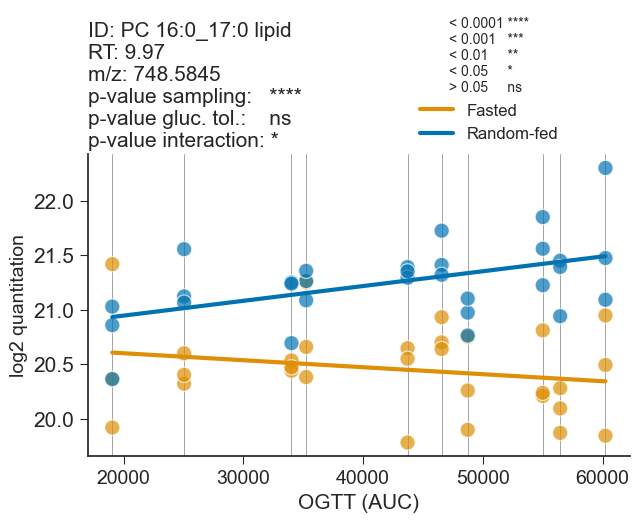 ID: PC 16:0_17:0 lipid
RT: 9.97
m/z: 748.5845
p-value sampling: ****
p-value gluc. tol.: ns
p-value interaction: *
< 0.0001 ****
< 0.001 ***
< 0.01 **
< 0.05 *
> 0.05 ns
Fasted
Random-fed
log2 quantitation
22.0
21.5
21.0
20.5
20.0
20000 30000 40000 50000 60000
OGTT (AUC)